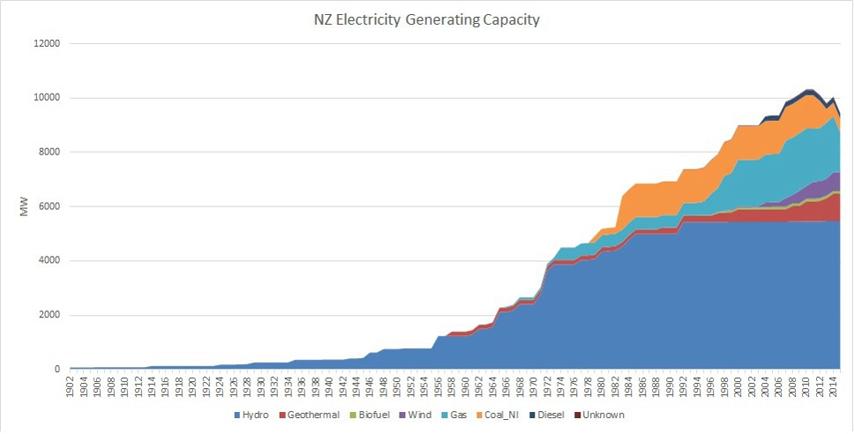 NZ Electricity Generating Capacity
12000
10000
8000
6000
4000
2000
0
MW
1902 1904 1906 1908 1910 1912 1914 1916 1918 1920 1922 1924 1926 1928 1930 1932 1934 1936 1938 1940 1942 1944 1946 1948 1950 1952 1954 1956 1958 1960 1962 1964 1966 1968 1970 1972 1974 1976 1978 1980 1982 1984 1986 1988 1990 1992 1994 1996 1998 2000 2002 2004 2006 2008 2010 2012 2014
Hydro Geothermal Biofuel Wind Gas Coal_NI Diesel Unknown